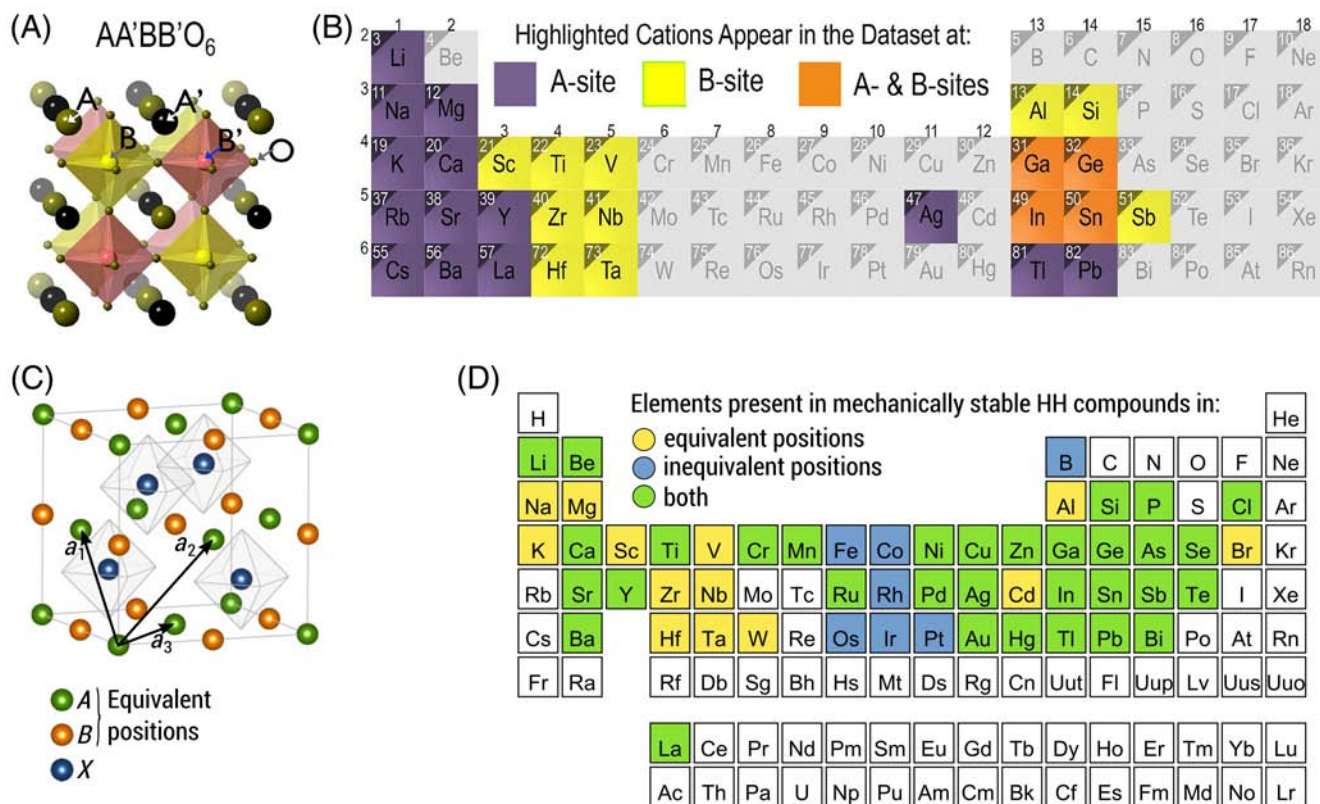 (A)
AA'BB'O6
A
A'
B
B'
O
(B)
1 2 13 14 15 16 17 18
Highlighted Cations Appear in the Dataset at:
A-site B-site A- & B-sites
2 3 Li 4 Be 5 B 6 C 7 N 8 O 9 F 10 Ne
3 11 Na 12 Mg 13 Al 14 Si 15 P 16 S 17 Cl 18 Ar
3 4 5 6 7 8 9 10 11 12
4 19 K 20 Ca 21 Sc 22 Ti 23 V 24 Cr 25 Mn 26 Fe 27 Co 28 Ni 29 Cu 30 Zn 31 Ga 32 Ge 33 As 34 Se 35 Br 36 Kr
5 37 Rb 38 Sr 39 Y 40 Zr 41 Nb 42 Mo 43 Tc 44 Ru 45 Rh 46 Pd 47 Ag 48 Cd 49 In 50 Sn 51 Sb 52 Te 53 I 54 Xe
6 55 Cs 56 Ba 57 La 72 Hf 73 Ta 74 W 75 Re 76 Os 77 Ir 78 Pt 79 Au 80 Hg 81 Tl 82 Pb 83 Bi 84 Po 85 At 86 Rn
(C)
a1
a2
a3
A
B
Equivalent
positions
X
(D)
Elements present in mechanically stable HH compounds in:
equivalent positions
inequivalent positions
both
H He
Li Be B C N O F Ne
Na Mg Al Si P S Cl Ar
K Ca Sc Ti V Cr Mn Fe Co Ni Cu Zn Ga Ge As Se Br Kr
Rb Sr Y Zr Nb Mo Tc Ru Rh Pd Ag Cd In Sn Sb Te I Xe
Cs Ba Hf Ta W Re Os Ir Pt Au Hg Tl Pb Bi Po At Rn
Fr Ra Rf Db Sg Bh Hs Mt Ds Rg Cn Uut Fl Uup Lv Uus Uuo
La Ce Pr Nd Pm Sm Eu Gd Tb Dy Ho Er Tm Yb Lu
Ac Th Pa U Np Pu Am Cm Bk Cf Es Fm Md No Lr